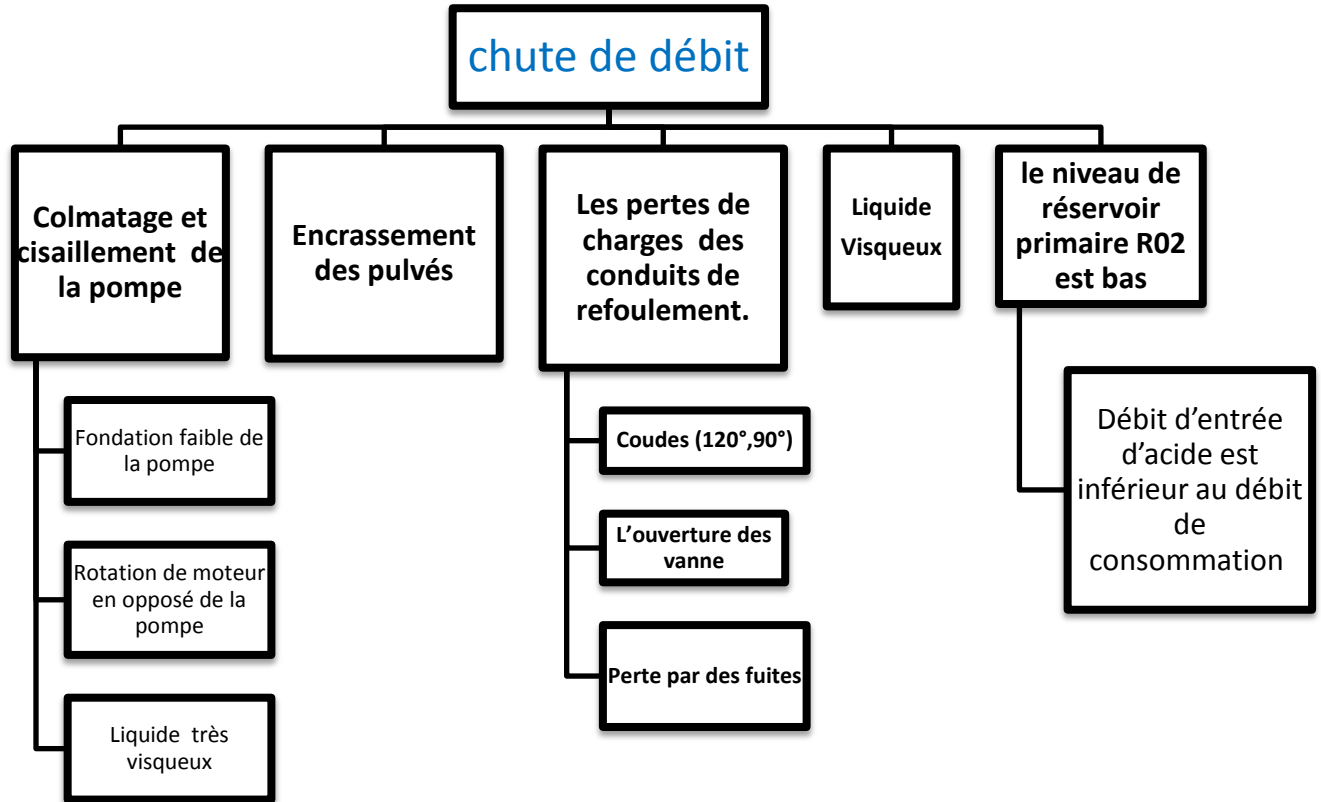 chute de débit
Colmatage et
cisaillement de
la pompe
Encrassement
des pulvés
Les pertes de
charges des
conduits de
refoulement.
Liquide
Visqueux
le niveau de
réservoir
primaire R02
est bas
Fondation faible de
la pompe
Rotation de moteur
en opposé de la
pompe
Liquide très
visqueux
Coudes (120°,90°)
L’ouverture des
vanne
Perte par des fuites
Débit d’entrée
d’acide est
inférieur au débit
de
consommation